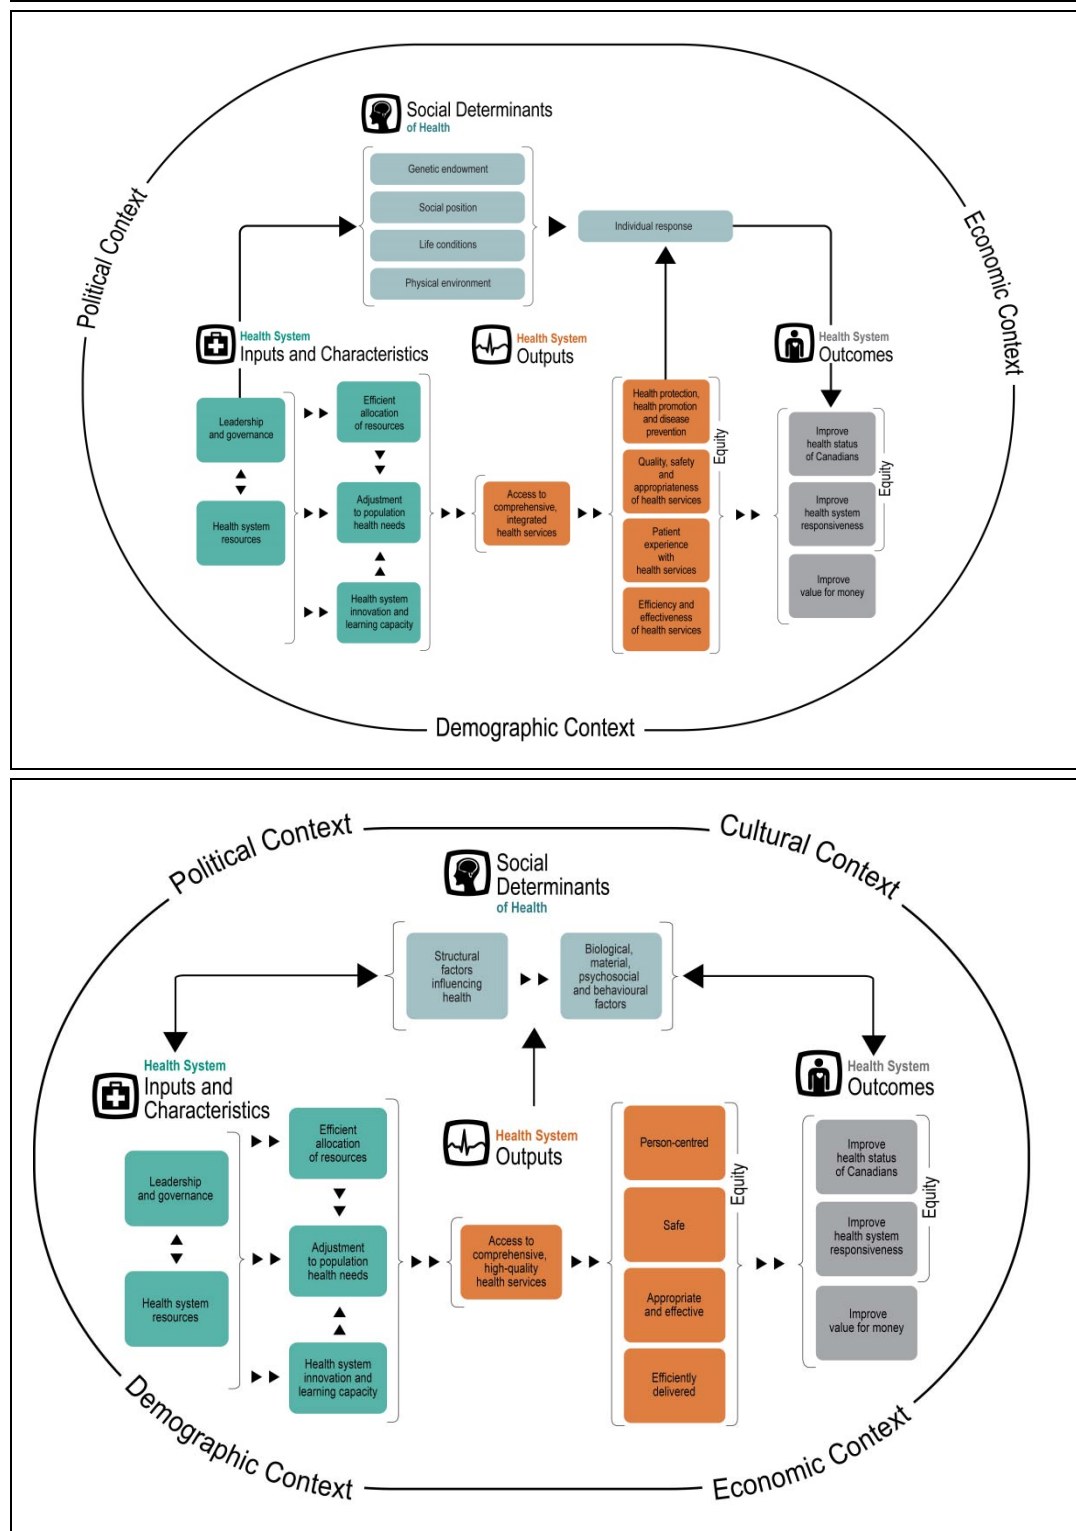 Social Determinants
of Health
Genetic endowment
Social position
Life conditions
Physical environment
Individual response
Political Context
Economic Context
Health System
Inputs and Characteristics
Health System
Outputs
Health System
Outcomes
Leadership
and governance
Health system
resources
Efficient
allocation
of resources
Adjustment
to population
health needs
Health system
innovation and
learning capacity
Access to
comprehensive,
integrated
health services
Health protection,
health promotion
and disease
prevention
Quality, safety
and
appropriateness
of health services
Patient
experience
with
health services
Efficiency and
effectiveness
of health services
Equity
Improve
health status
of Canadians
Improve
health system
responsiveness
Improve
value for money
Equity
Demographic Context
Political Context
Cultural Context
Social
Determinants
of Health
Structural
factors
influencing
health
Biological,
material,
psychosocial
and behavioural
factors
Health System
Inputs and
Characteristics
Health System
Outputs
Health System
Outcomes
Leadership
and governance
Health system
resources
Efficient
allocation
of resources
Adjustment
to population
health needs
Health system
innovation and
learning capacity
Access to
comprehensive,
high-quality
health services
Person-centred
Safe
Appropriate
and effective
Efficiently
delivered
Equity
Improve
health status
of Canadians
Improve
health system
responsiveness
Improve
value for money
Equity
Demographic Context
Economic Context